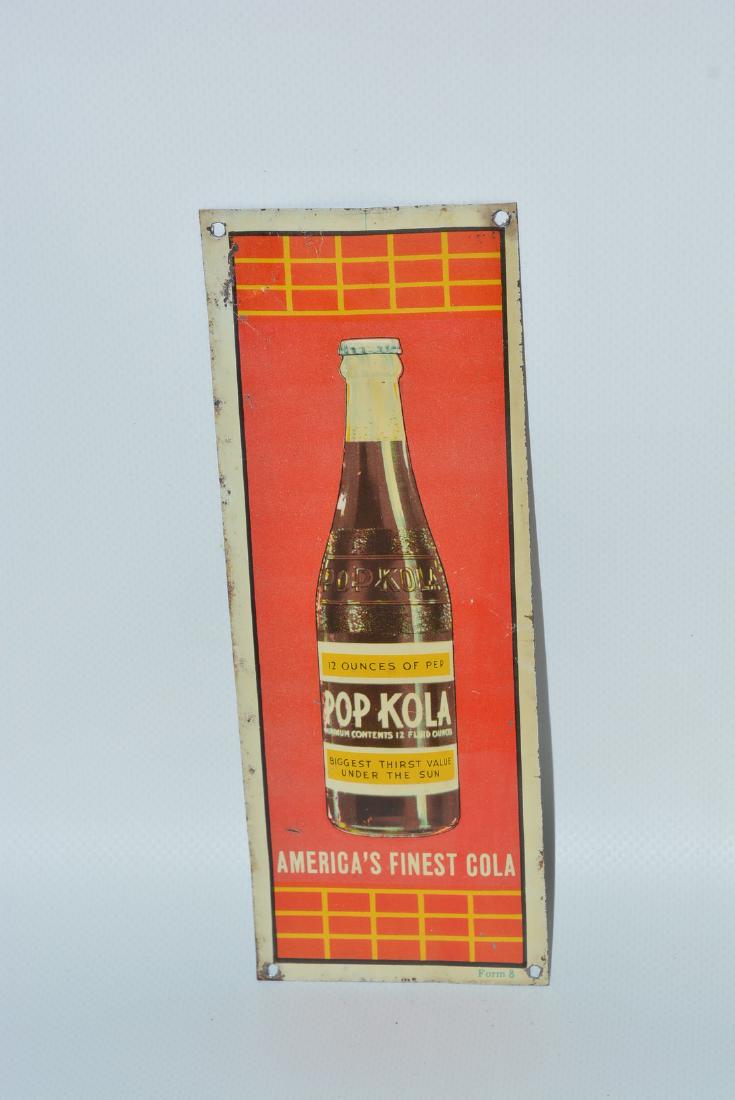 POP KOLA
12 OUNCES OF PEP
POP KOLA
MINIMUM CONTENTS 12 FLUID OUNCES
BIGGEST THIRST VALUE
UNDER THE SUN
AMERICA'S FINEST COLA
Form 8